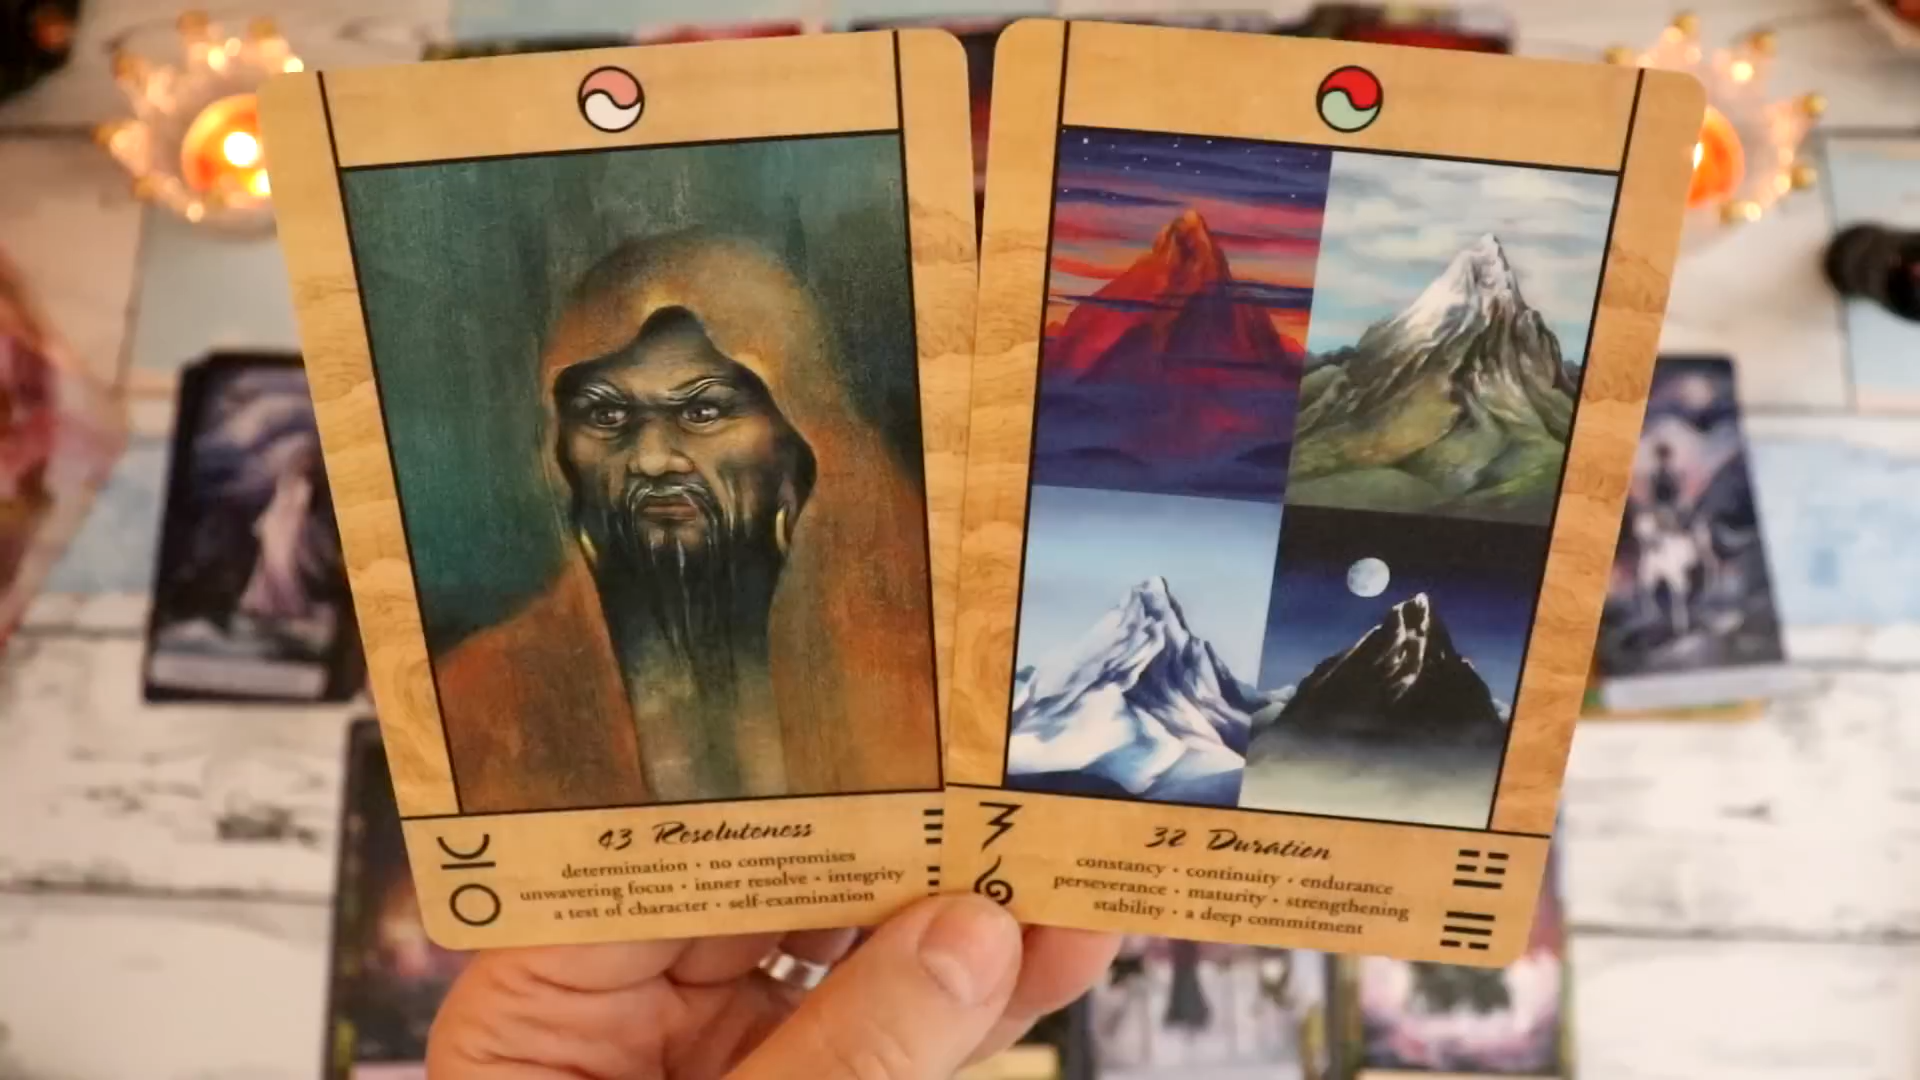 43 Resoluteness
determination • no compromises
unwavering focus • inner resolve • integrity
a test of character • self-examination
32 Duration
constancy • continuity • endurance
perseverance • maturity • strengthening
stability • a deep commitment